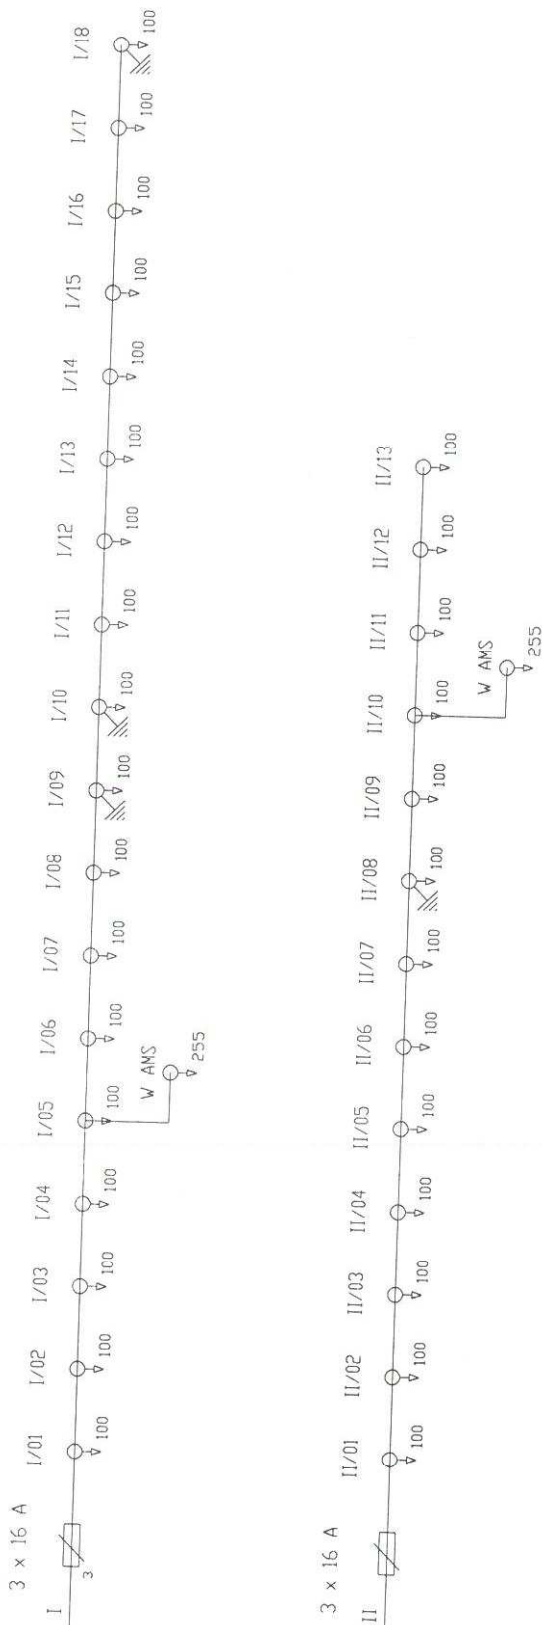 I
3 x 16 A
3
I/01
100
I/02
100
I/03
100
I/04
100
I/05
100
W AMS
255
I/06
100
I/07
100
I/08
100
I/09
100
I/10
100
I/11
100
I/12
100
I/13
100
I/14
100
I/15
100
I/16
100
I/17
100
I/18
100
II
3 x 16 A
II/01
100
II/02
100
II/03
100
II/04
100
II/05
100
II/06
100
II/07
100
II/08
100
II/09
100
II/10
100
W AMS
255
II/11
100
II/12
100
II/13
100